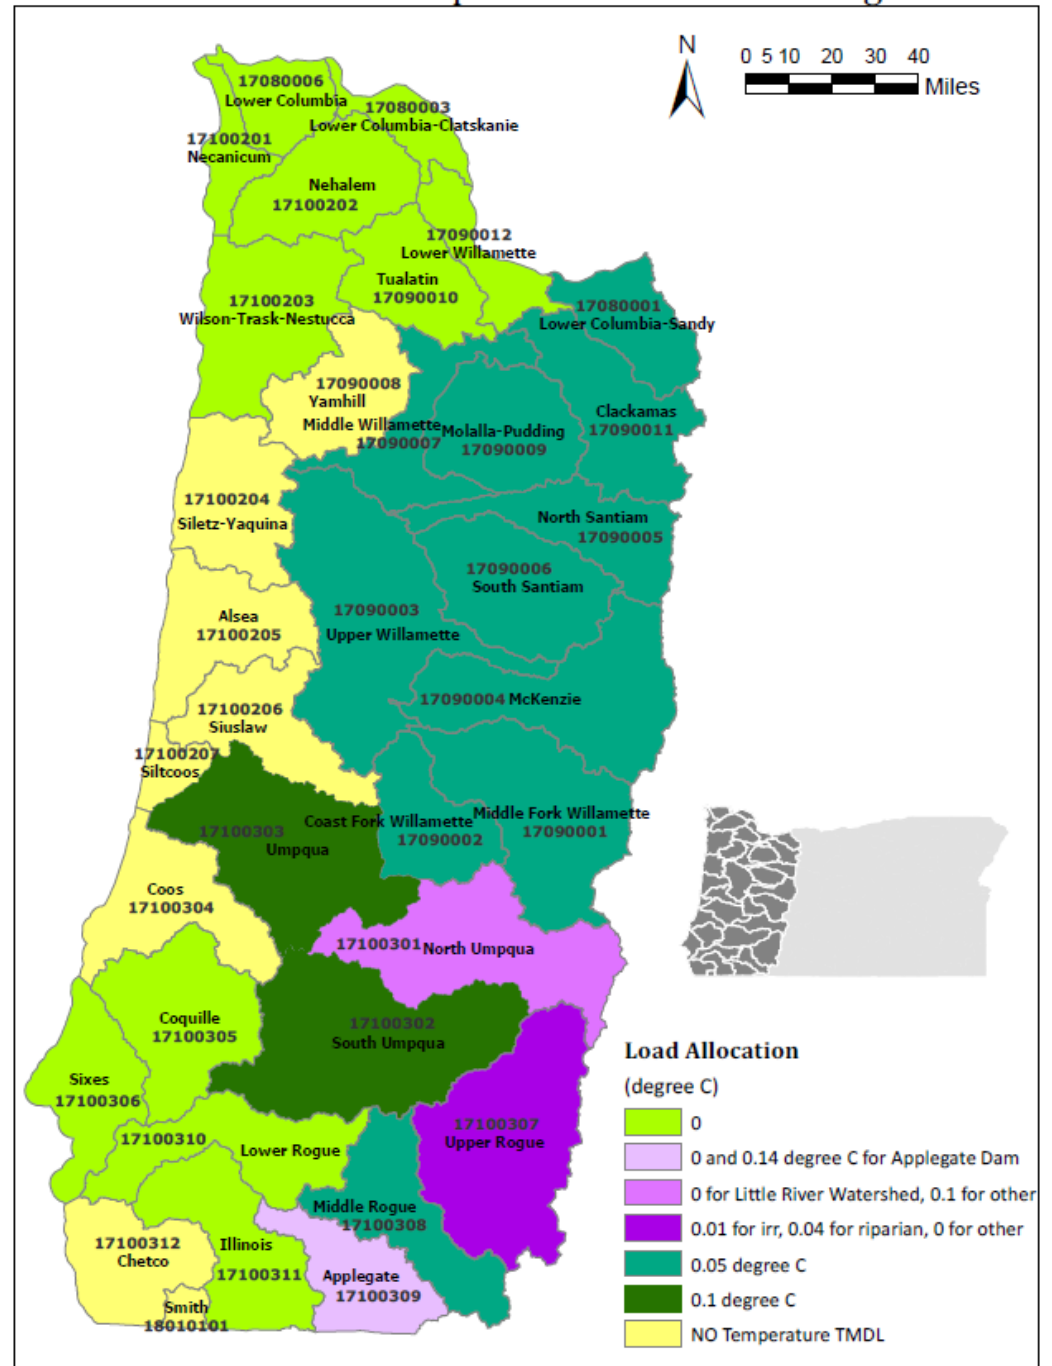 N
0 5 10 20 30 40
Miles
17080006
Lower Columbia
17080003
Lower Columbia-Clatskanie
17100201
Necanicum
Nehalem
17100202
17090012
Lower Willamette
Tualatin
17090010
17100203
Wilson-Trask-Nestucca
17080001
Lower Columbia-Sandy
17090008
Yamhill
Middle Willamette
17090007
Molalla-Pudding
17090009
Clackamas
17090011
17100204
Siletz-Yaquina
North Santiam
17090005
17090006
South Santiam
17090003
Upper Willamette
Alsea
17100205
17090004 McKenzie
17100206
Siuslaw
17100207
Siltcoos
17100303
Umpqua
Coast Fork Willamette
17090002
Middle Fork Willamette
17090001
Coos
17100304
17100301 North Umpqua
Coquille
17100305
17100302
South Umpqua
Sixes
17100306
17100307
Upper Rogue
17100310
Lower Rogue
Middle Rogue
17100308
17100312
Chetco
Illinois
17100311
Applegate
17100309
Smith
18010101
Load Allocation
(degree C)
0
0 and 0.14 degree C for Applegate Dam
0 for Little River Watershed, 0.1 for other
0.01 for irr, 0.04 for riparian, 0 for other
0.05 degree C
0.1 degree C
NO Temperature TMDL